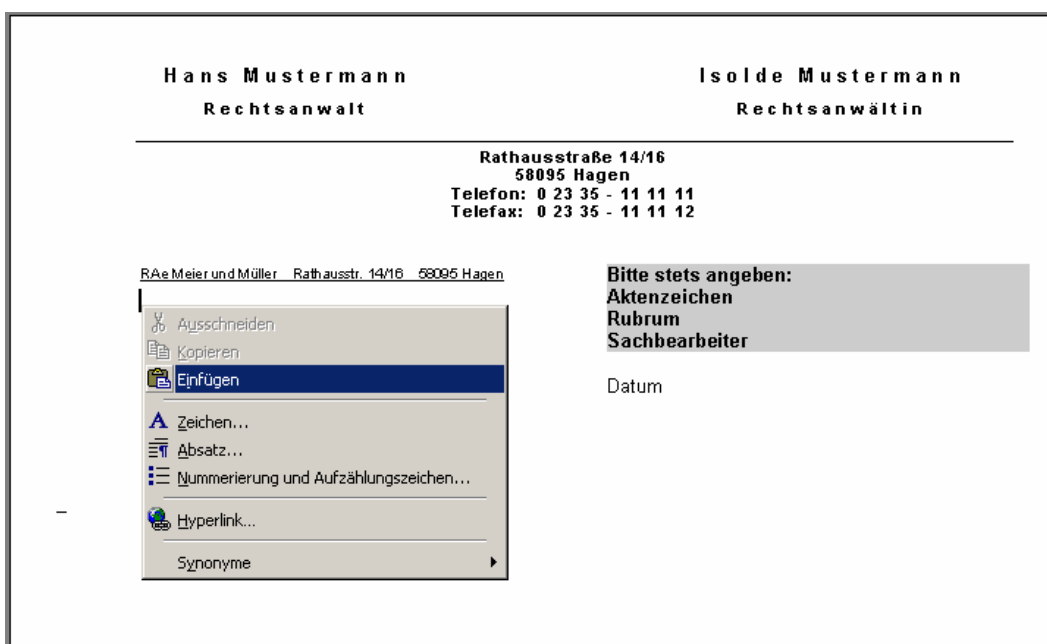 Hans Mustermann
Isolde Mustermann
Rechtsanwalt
Rechtsanwältin
Rathausstraße 14/16
58095 Hagen
Telefon: 0 23 35 - 11 11 11
Telefax: 0 23 35 - 11 11 12
RAe Meier und Müller Rathausstr. 14/16 58095 Hagen
Bitte stets angeben:
Aktenzeichen
Rubrum
Sachbearbeiter
Datum
Ausschneiden
Kopieren
Einfügen
Zeichen...
Absatz...
Nummerierung und Aufzählungszeichen...
Hyperlink...
Synonyme